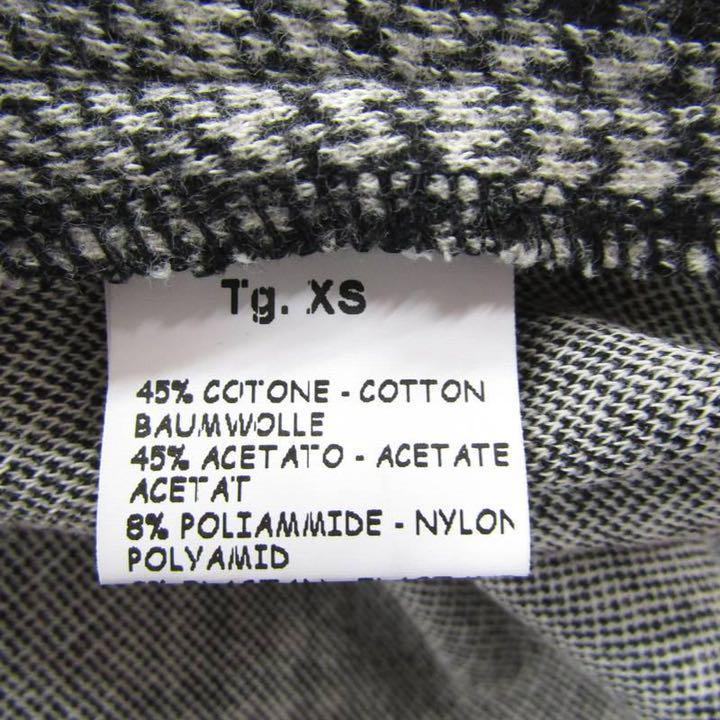 Tg. XS
45% COTONE - COTTON
BAUMWOLLE
45% ACETATO - ACETATE
ACETAT
8% POLIAMMIDE - NYLON
POLYAMID